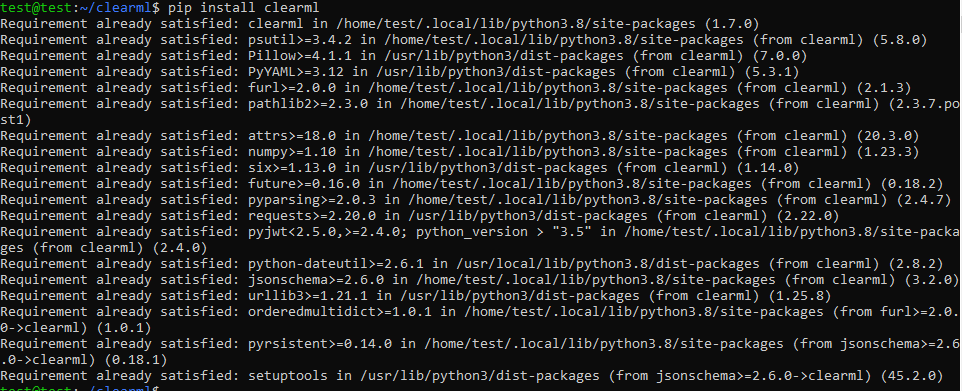 test@test:~/clearml$ pip install clearml
Requirement already satisfied: clearml in /home/test/.local/lib/python3.8/site-packages (1.7.0)
Requirement already satisfied: psutil>=3.4.2 in /home/test/.local/lib/python3.8/site-packages (from clearml) (5.8.0)
Requirement already satisfied: Pillow>=4.1.1 in /usr/lib/python3/dist-packages (from clearml) (7.0.0)
Requirement already satisfied: PyYAML>=3.12 in /usr/lib/python3/dist-packages (from clearml) (5.3.1)
Requirement already satisfied: furl>=2.0.0 in /home/test/.local/lib/python3.8/site-packages (from clearml) (2.1.3)
Requirement already satisfied: pathlib2>=2.3.0 in /home/test/.local/lib/python3.8/site-packages (from clearml) (2.3.7.po
st1)
Requirement already satisfied: attrs>=18.0 in /home/test/.local/lib/python3.8/site-packages (from clearml) (20.3.0)
Requirement already satisfied: numpy>=1.10 in /home/test/.local/lib/python3.8/site-packages (from clearml) (1.23.3)
Requirement already satisfied: six>=1.13.0 in /usr/lib/python3/dist-packages (from clearml) (1.14.0)
Requirement already satisfied: future>=0.16.0 in /home/test/.local/lib/python3.8/site-packages (from clearml) (0.18.2)
Requirement already satisfied: pyparsing>=2.0.3 in /home/test/.local/lib/python3.8/site-packages (from clearml) (2.4.7)
Requirement already satisfied: requests>=2.20.0 in /usr/lib/python3/dist-packages (from clearml) (2.22.0)
Requirement already satisfied: pyjwt<2.5.0,>=2.4.0; python_version > "3.5" in /home/test/.local/lib/python3.8/site-packa
ges (from clearml) (2.4.0)
Requirement already satisfied: python-dateutil>=2.6.1 in /usr/local/lib/python3.8/dist-packages (from clearml) (2.8.2)
Requirement already satisfied: jsonschema>=2.6.0 in /home/test/.local/lib/python3.8/site-packages (from clearml) (3.2.0)
Requirement already satisfied: urllib3>=1.21.1 in /usr/lib/python3/dist-packages (from clearml) (1.25.8)
Requirement already satisfied: orderedmultidict>=1.0.1 in /home/test/.local/lib/python3.8/site-packages (from furl>=2.0.
0->clearml) (1.0.1)
Requirement already satisfied: pyrsistent>=0.14.0 in /home/test/.local/lib/python3.8/site-packages (from jsonschema>=2.6
.0->clearml) (0.18.1)
Requirement already satisfied: setuptools in /usr/lib/python3/dist-packages (from jsonschema>=2.6.0->clearml) (45.2.0)
test@test:~/clearml$